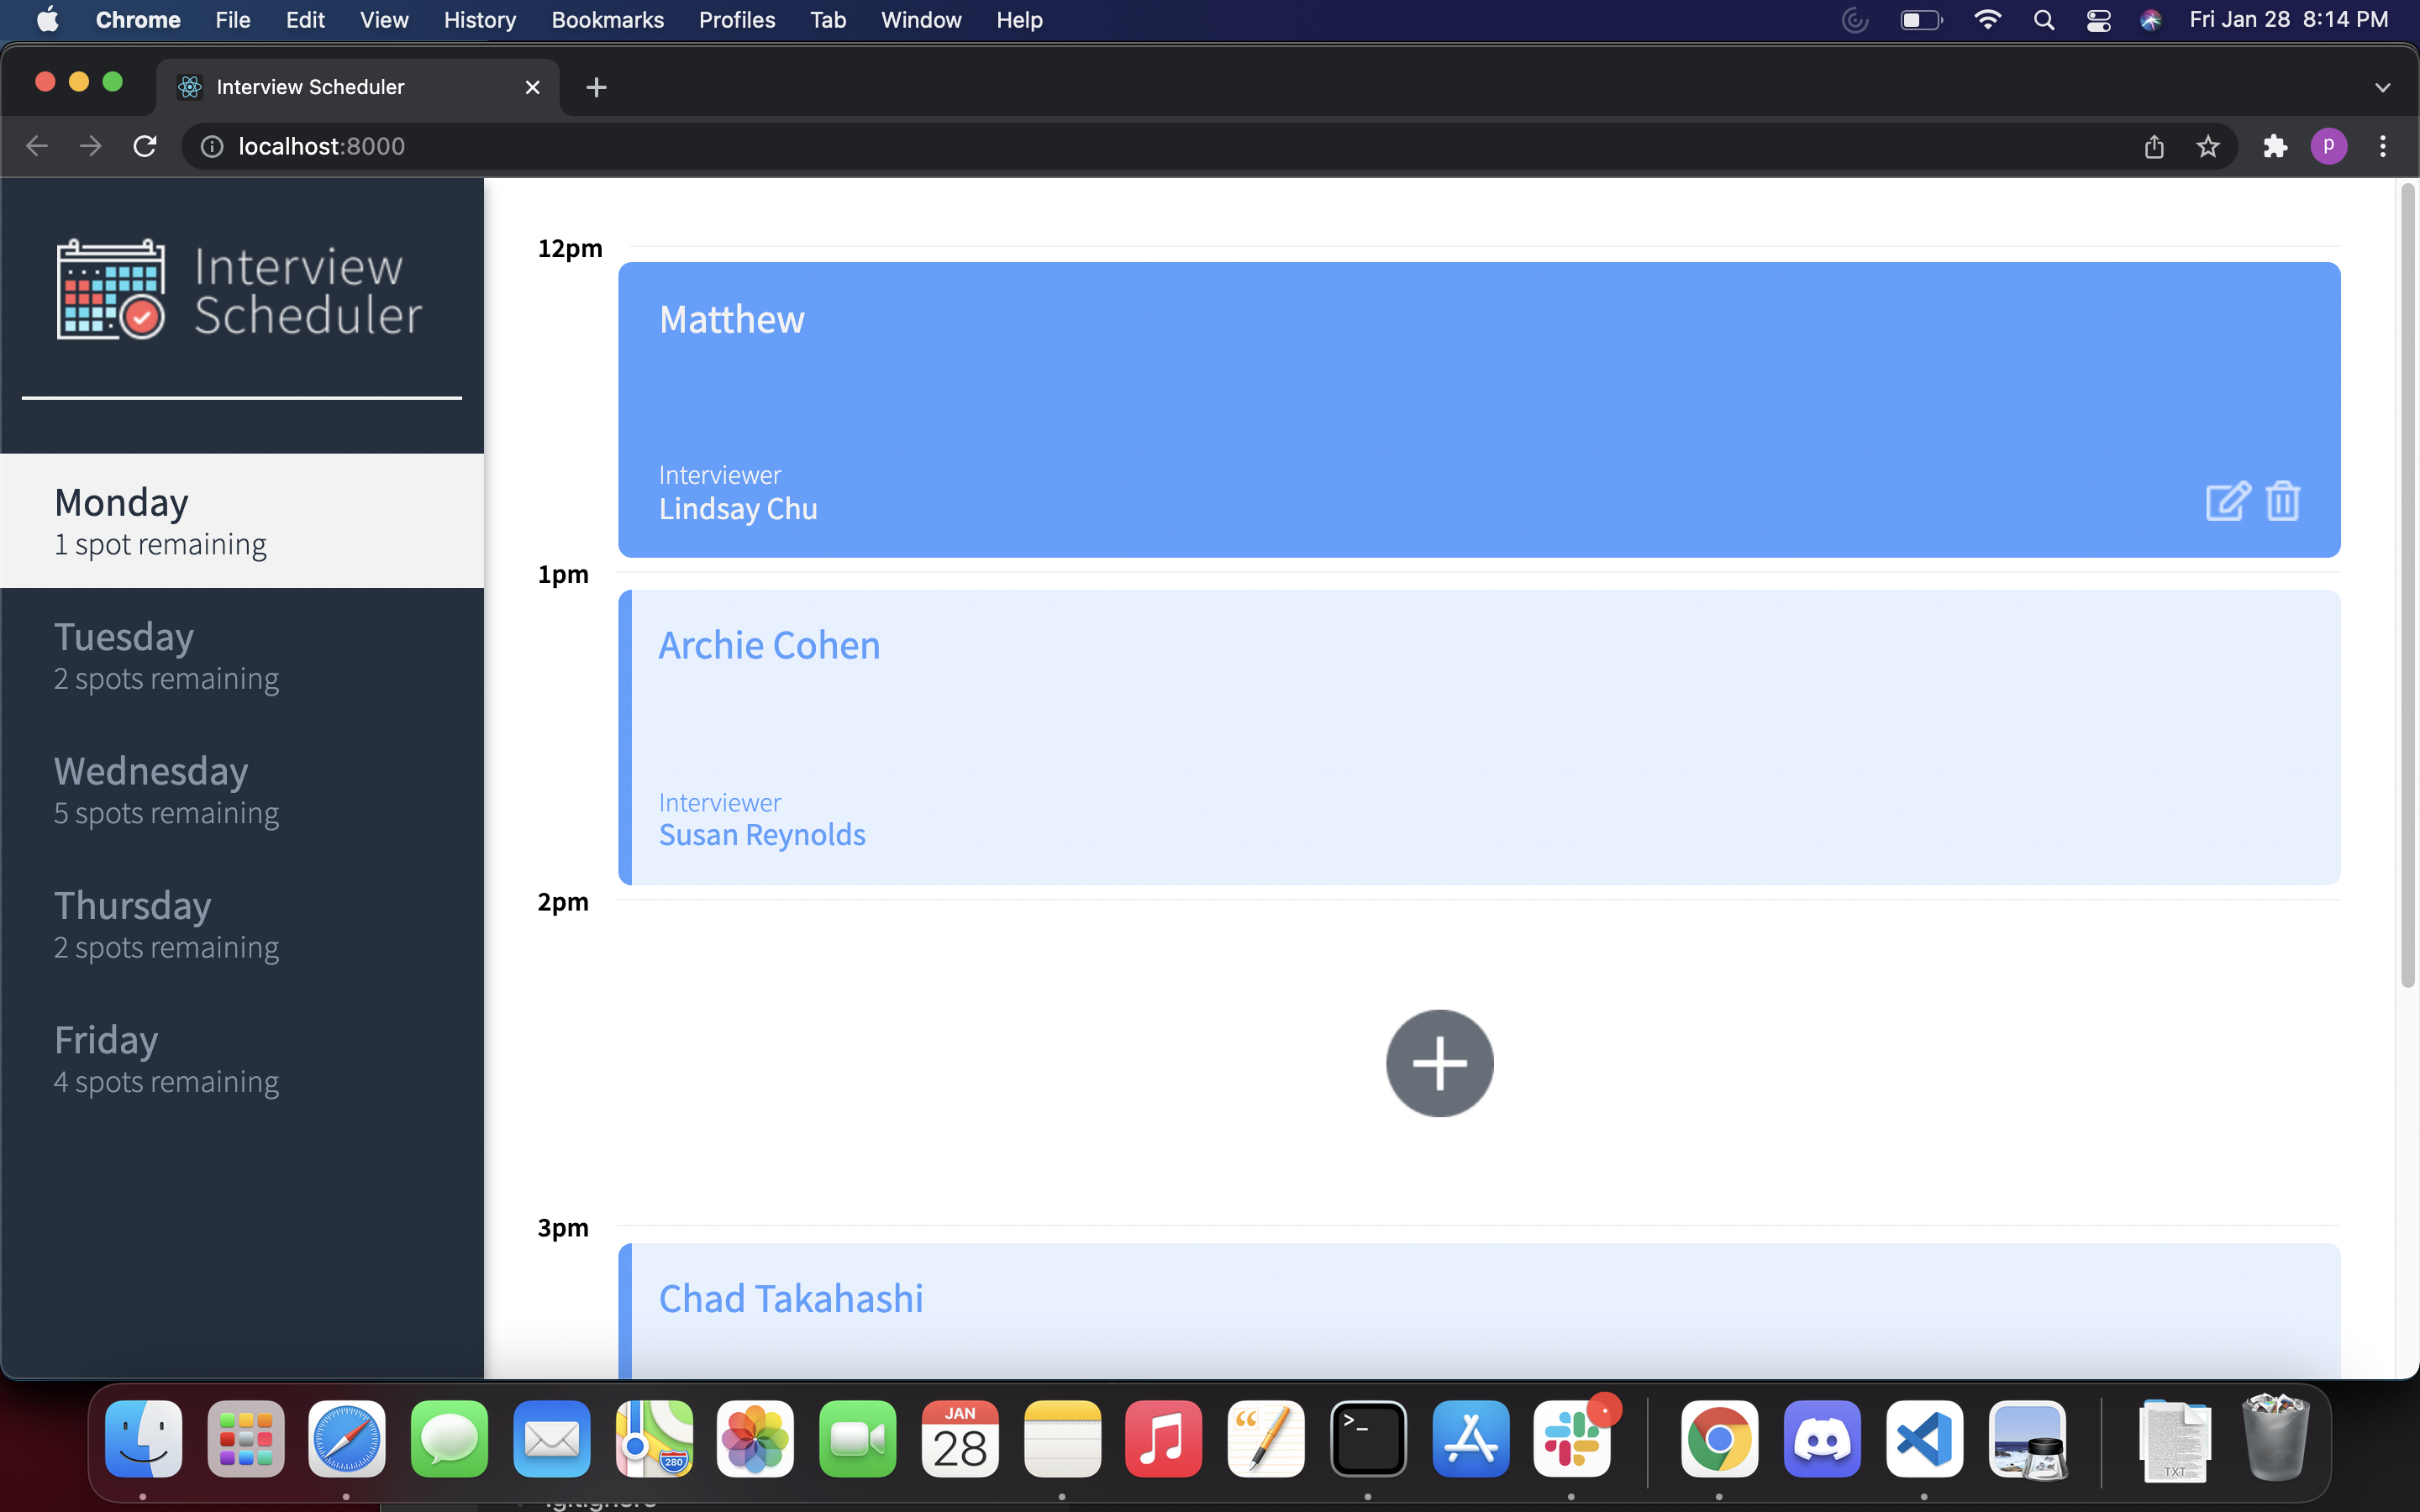 Chrome File Edit View History Bookmarks Profiles Tab Window Help Fri Jan 28 8:14 PM
Interview Scheduler
localhost:8000
p
Interview
Scheduler
Monday
1 spot remaining
Tuesday
2 spots remaining
Wednesday
5 spots remaining
Thursday
2 spots remaining
Friday
4 spots remaining
12pm
Matthew
Interviewer
Lindsay Chu
1pm
Archie Cohen
Interviewer
Susan Reynolds
2pm
3pm
Chad Takahashi
280
JAN
28
>_
TXT